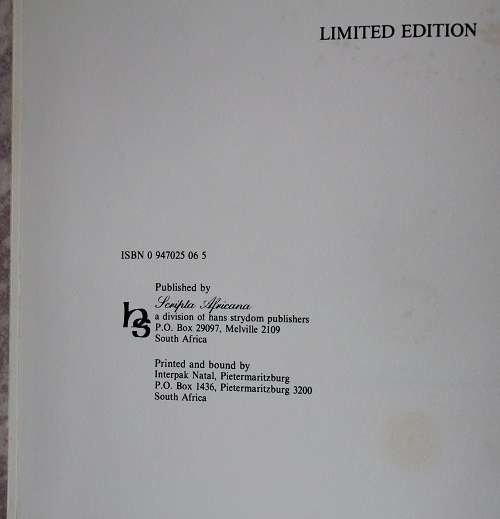 LIMITED EDITION
ISBN 0 947025 06 5
Published by
Scripta Africana
hs
a division of hans strydom publishers
P.O. Box 29097, Melville 2109
South Africa
Printed and bound by
Interpak Natal, Pietermaritzburg
P.O. Box 1436, Pietermaritzburg 3200
South Africa